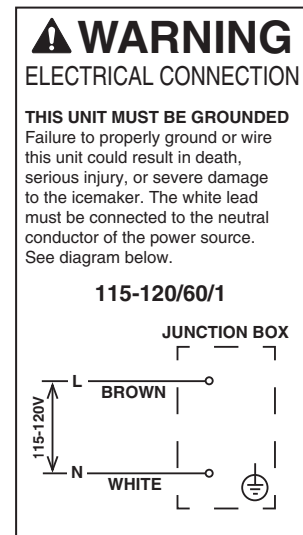 WARNING
ELECTRICAL CONNECTION
THIS UNIT MUST BE GROUNDED
Failure to properly ground or wire
this unit could result in death,
serious injury, or severe damage
to the icemaker. The white lead
must be connected to the neutral
conductor of the power source.
See diagram below.
115-120/60/1
JUNCTION BOX
L
BROWN
115-120V
N
WHITE